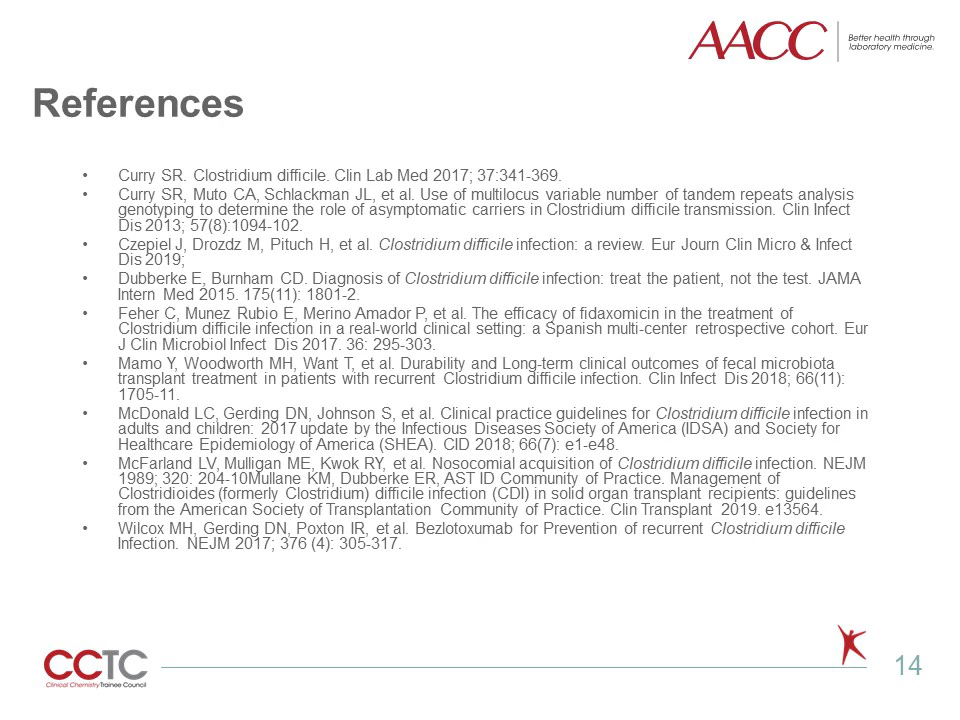 AACC
Better health through
laboratory medicine.
References
• Curry SR. Clostridium difficile. Clin Lab Med 2017; 37:341-369.
• Curry SR, Muto CA, Schlackman JL, et al. Use of multilocus variable number of tandem repeats analysis
genotyping to determine the role of asymptomatic carriers in Clostridium difficile transmission. Clin Infect
Dis 2013; 57(8):1094-102.
• Czepiel J, Drozdz M, Pituch H, et al. Clostridium difficile infection: a review. Eur Journ Clin Micro & Infect
Dis 2019;
• Dubberke E, Burnham CD. Diagnosis of Clostridium difficile infection: treat the patient, not the test. JAMA
Intern Med 2015. 175(11): 1801-2.
• Feher C, Munez Rubio E, Merino Amador P, et al. The efficacy of fidaxomicin in the treatment of
Clostridium difficile infection in a real-world clinical setting: a Spanish multi-center retrospective cohort. Eur
J Clin Microbiol Infect Dis 2017. 36: 295-303.
• Mamo Y, Woodworth MH, Want T, et al. Durability and Long-term clinical outcomes of fecal microbiota
transplant treatment in patients with recurrent Clostridium difficile infection. Clin Infect Dis 2018; 66(11):
1705-11.
• McDonald LC, Gerding DN, Johnson S, et al. Clinical practice guidelines for Clostridium difficile infection in
adults and children: 2017 update by the Infectious Diseases Society of America (IDSA) and Society for
Healthcare Epidemiology of America (SHEA). CID 2018; 66(7): e1-e48.
• McFarland LV, Mulligan ME, Kwok RY, et al. Nosocomial acquisition of Clostridium difficile infection. NEJM
1989; 320: 204-10Mullane KM, Dubberke ER, AST ID Community of Practice. Management of
Clostridioides (formerly Clostridium) difficile infection (CDI) in solid organ transplant recipients: guidelines
from the American Society of Transplantation Community of Practice. Clin Transplant 2019. e13564.
• Wilcox MH, Gerding DN, Poxton IR, et al. Bezlotoxumab for Prevention of recurrent Clostridium difficile
Infection. NEJM 2017; 376 (4): 305-317.
CCTC
Clinical Chemistry Trainee Council
14